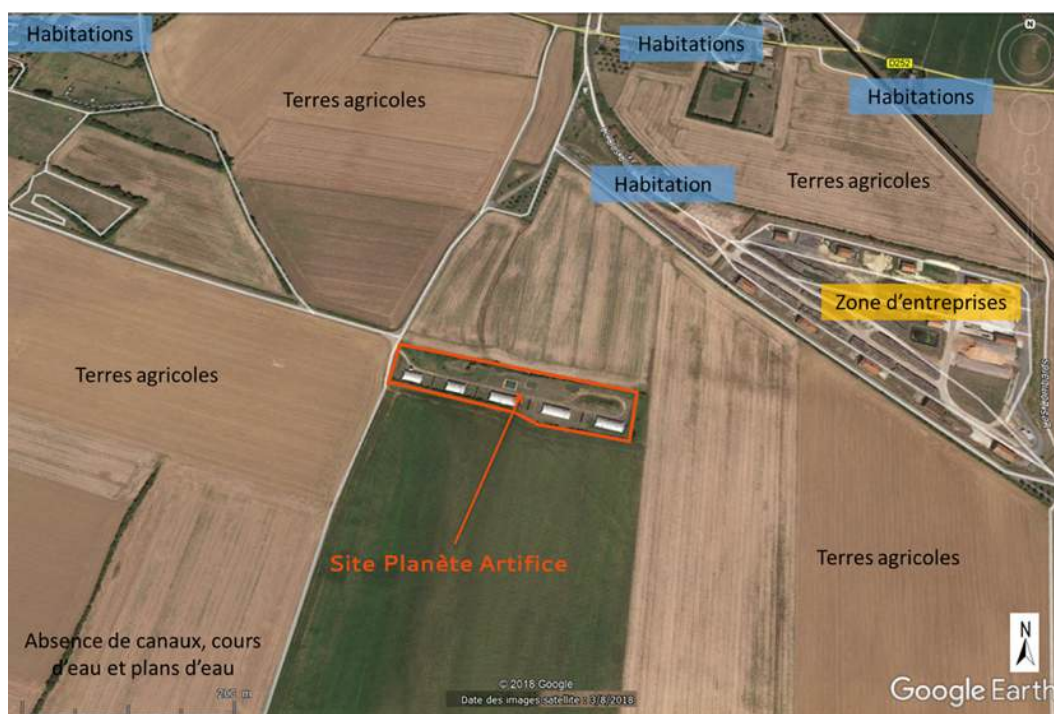 Habitations
Habitations
D252
Habitations
Terres agricoles
Habitation
Terres agricoles
Zone d'entreprises
Terres agricoles
Site Planète Artifice
Terres agricoles
Absence de canaux, cours
d'eau et plans d'eau
N
© 2018 Google
Date des images satellite : 3/8/2018
Google Earth